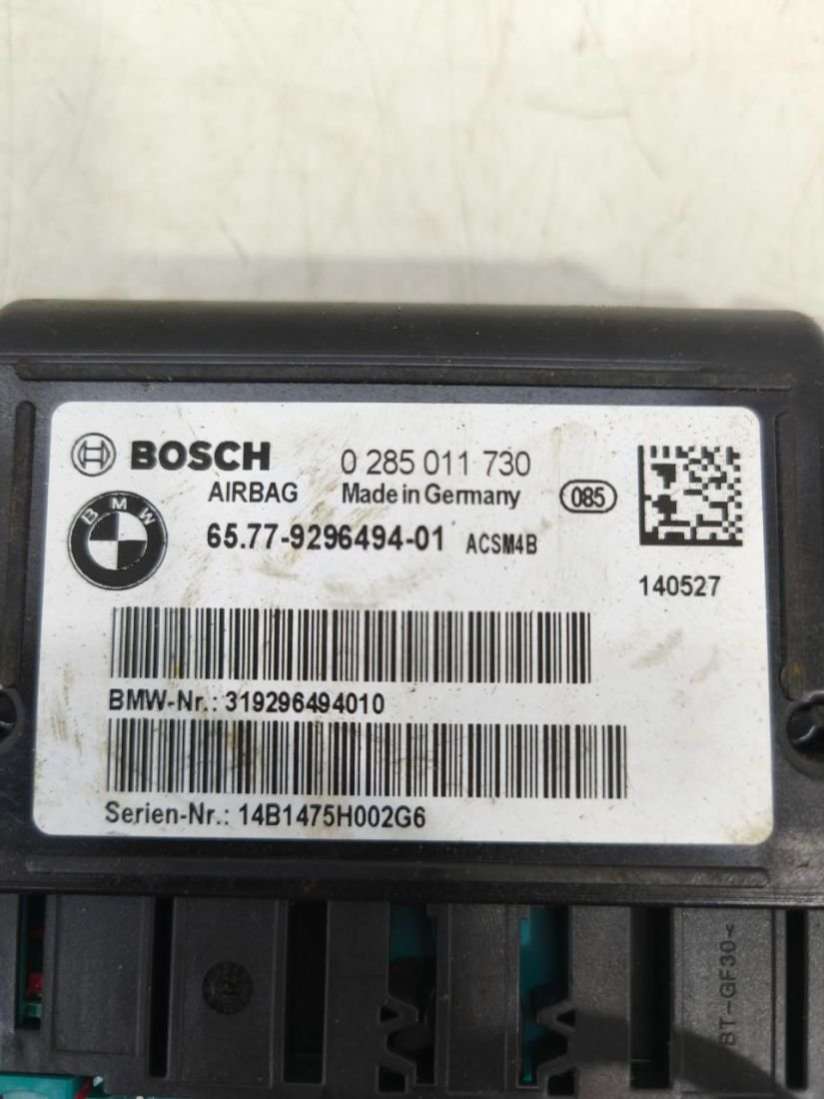 BOSCH 0 285 011 730
AIRBAG Made in Germany 085
BMW
65.77-9296494-01 ACSM4B
140527
BMW-Nr.: 319296494010
Serien-Nr.: 14B1475H002G6
BT-GF30<